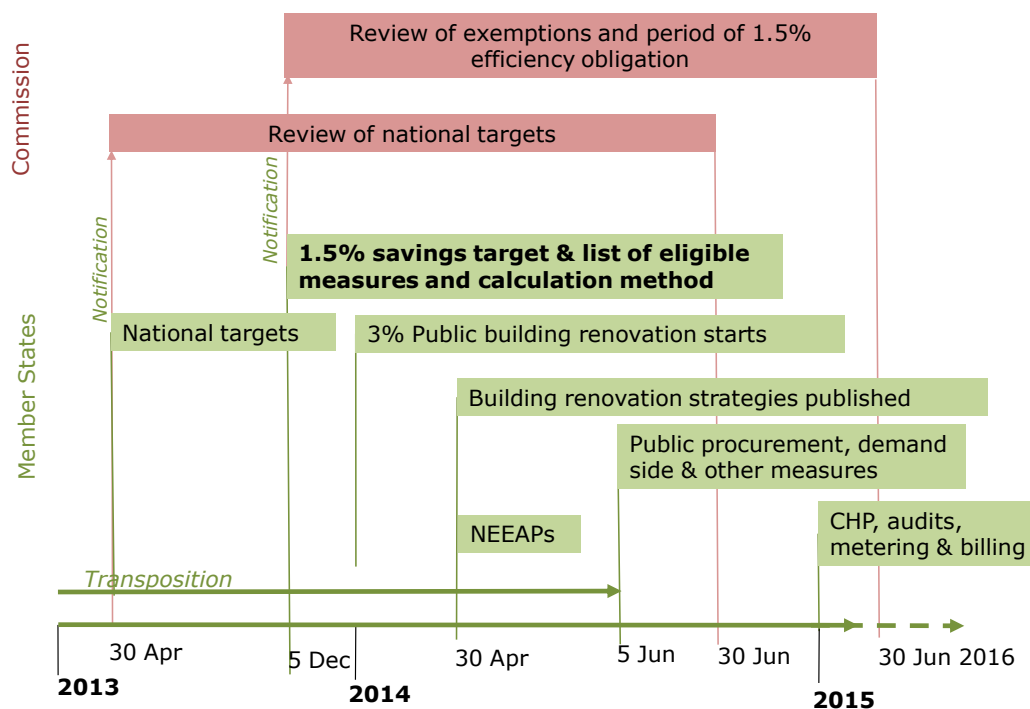 Commission
Review of exemptions and period of 1.5%
efficiency obligation
Review of national targets
Notification
Notification
Member States
1.5% savings target & list of eligible
measures and calculation method
National targets
3% Public building renovation starts
Building renovation strategies published
Public procurement, demand
side & other measures
NEEAPs
CHP, audits,
metering & billing
Transposition
30 Apr
5 Dec
30 Apr
5 Jun
30 Jun
30 Jun 2016
2013
2014
2015